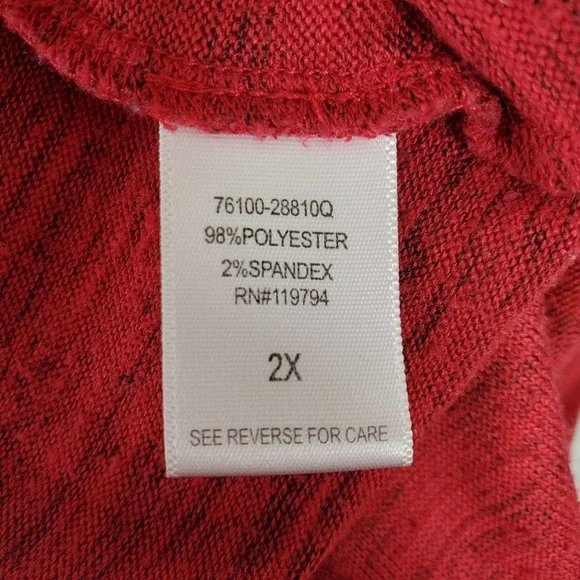 76100-28810Q
98%POLYESTER
2%SPANDEX
RN#119794
2X
SEE REVERSE FOR CARE